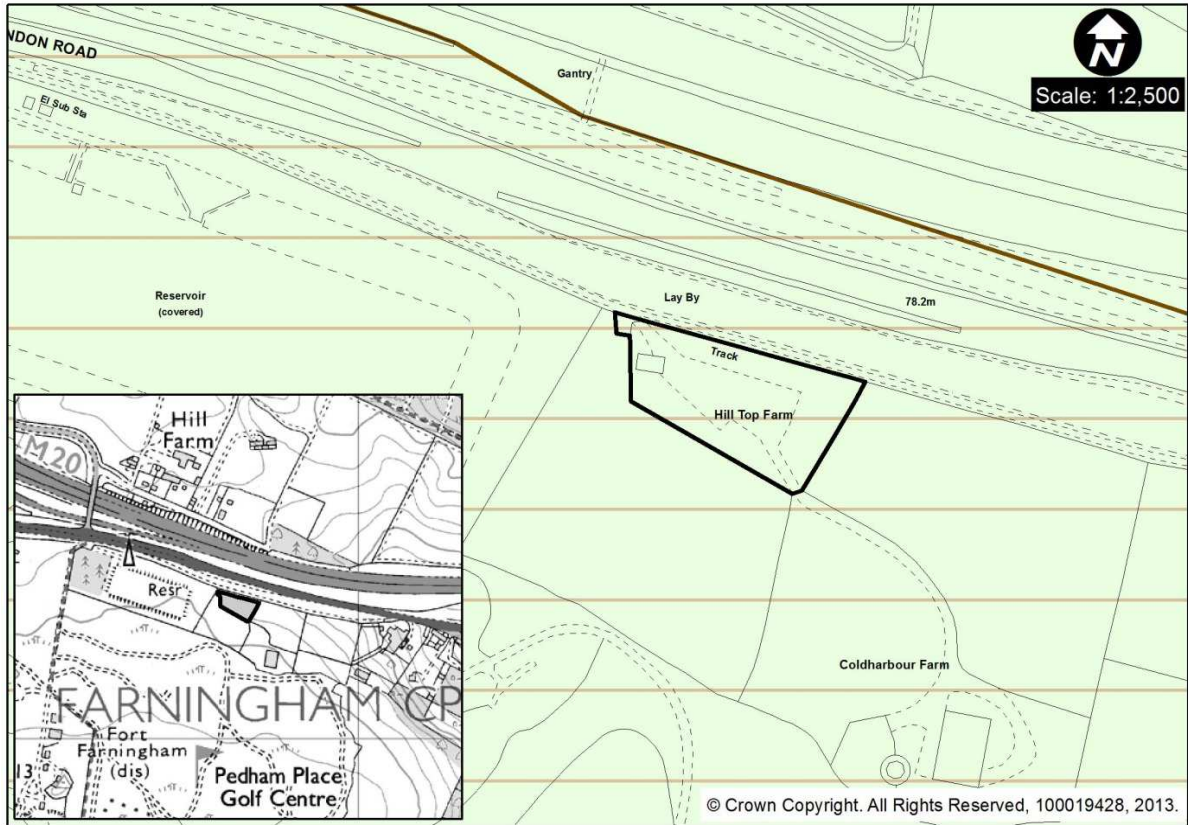 NDON ROAD
Gantry
N
Scale: 1:2,500
El Sub Sta
Reservoir
(covered)
Lay By
78.2m
Track
Hill Top Farm
Coldharbour Farm
Hill
Farm
M 20
Resr
FARNINGHAM CP
Fort
Farningham
(dis)
13
Pedham Place
Golf Centre
© Crown Copyright. All Rights Reserved, 100019428, 2013.